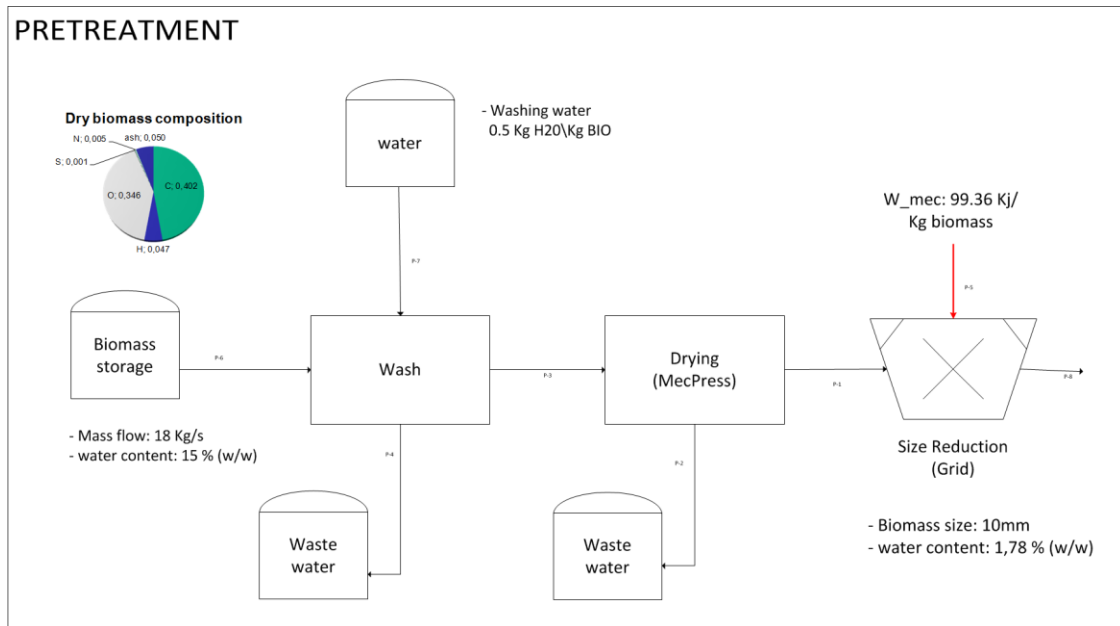 PRETREATMENT
Dry biomass composition
N; 0,005
ash; 0,050
S; 0,001
O; 0,346
C; 0,402
H; 0,047
water
- Washing water
0.5 Kg H20\Kg BIO
W_mec: 99.36 Kj/
Kg biomass
P-7
P-5
Biomass
storage
P-6
Wash
P-3
Drying
(MecPress)
P-1
P-8
- Mass flow: 18 Kg/s
- water content: 15 % (w/w)
P-4
P-2
Size Reduction
(Grid)
Waste
water
Waste
water
- Biomass size: 10mm
- water content: 1,78 % (w/w)